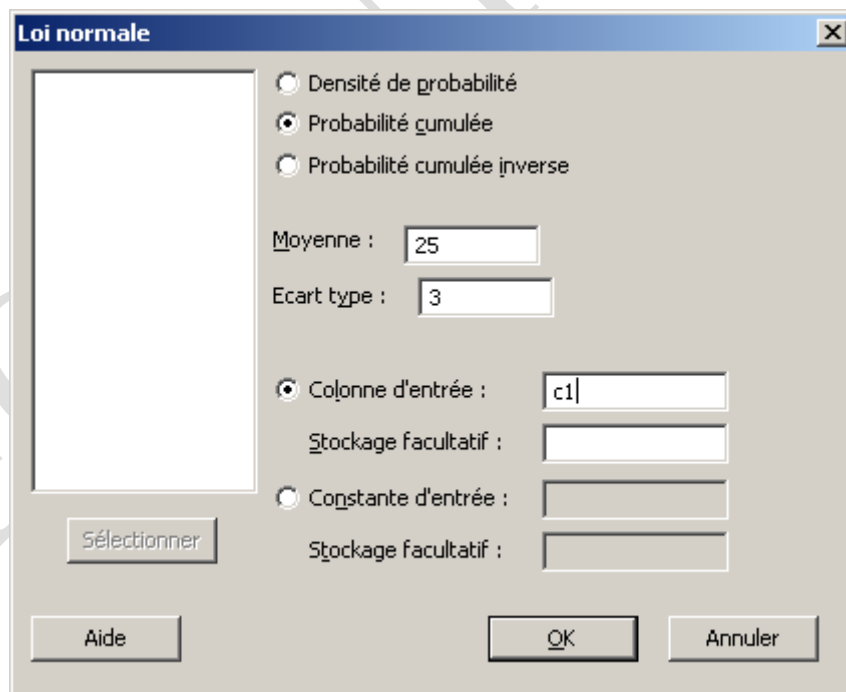 Loi normale
Densité de probabilité
Probabilité cumulée
Probabilité cumulée inverse
Moyenne : 25
Ecart type : 3
Colonne d'entrée : c1
Stockage facultatif :
Constante d'entrée :
Stockage facultatif :
Sélectionner
Aide
OK
Annuler